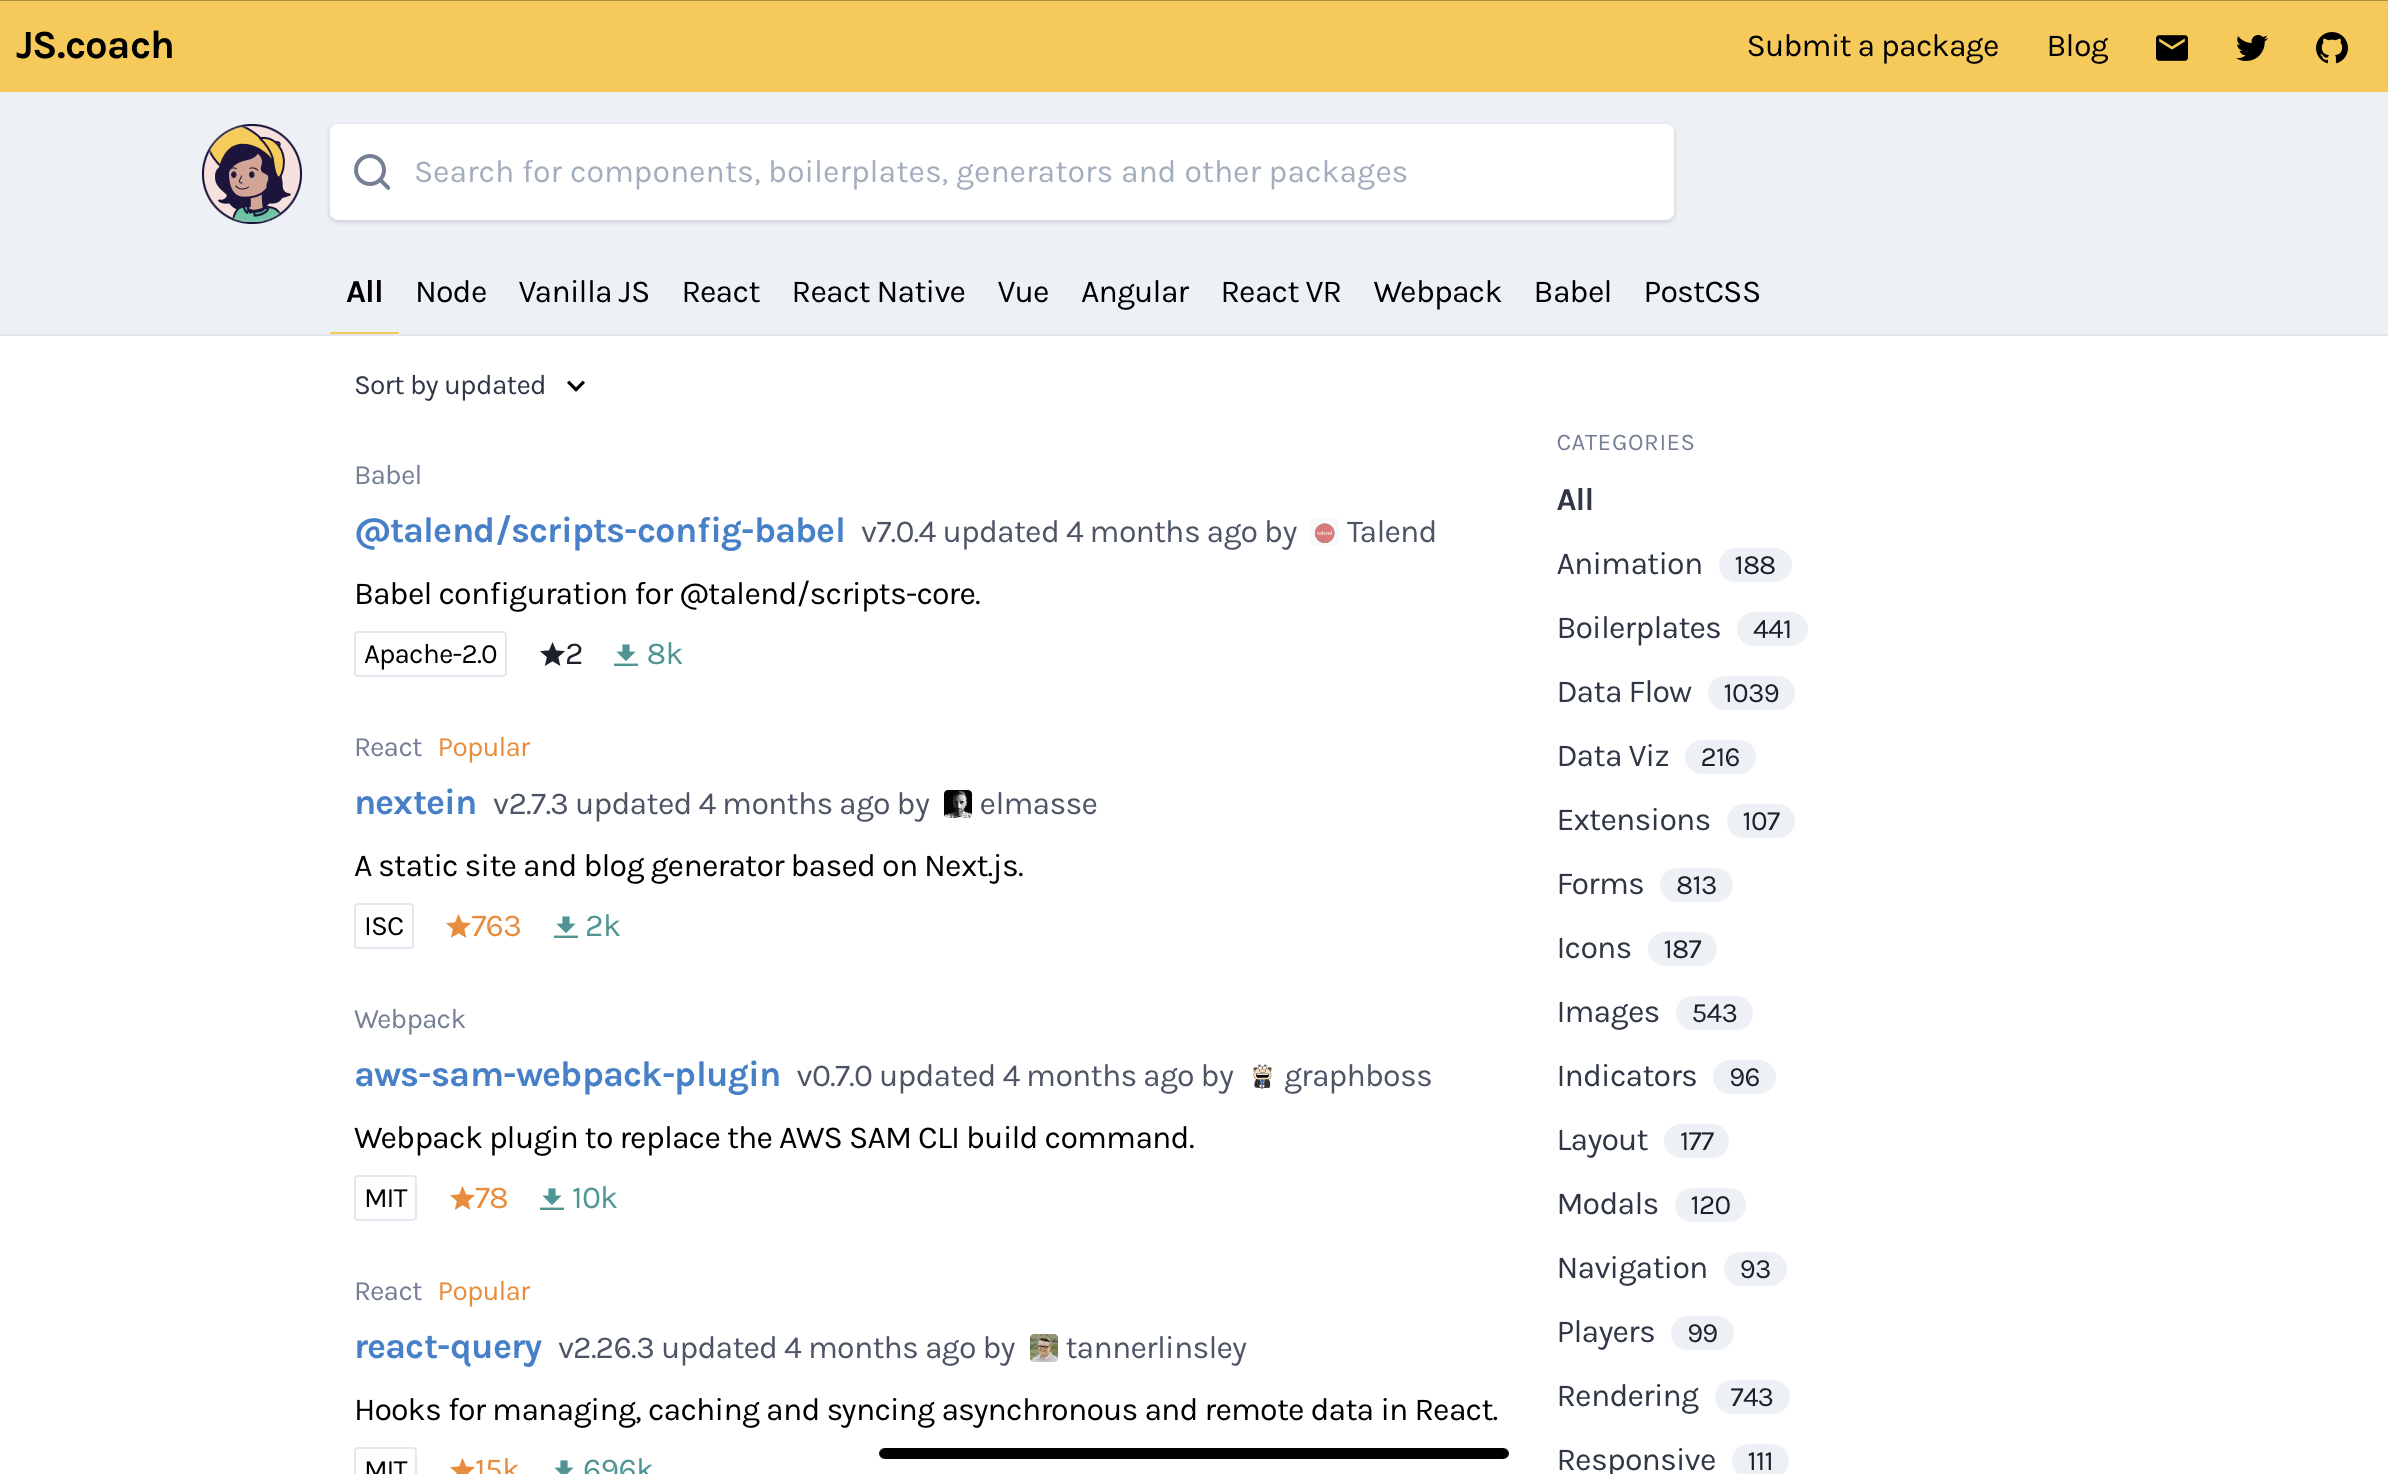 JS.coach
Submit a package
Blog
Search for components, boilerplates, generators and other packages
All Node Vanilla JS React React Native Vue Angular React VR Webpack Babel PostCSS
Sort by updated
Babel
@talend/scripts-config-babel v7.0.4 updated 4 months ago by Talend
Babel configuration for @talend/scripts-core.
Apache-2.0 2 8k
React Popular
nextein v2.7.3 updated 4 months ago by elmasse
A static site and blog generator based on Next.js.
ISC 763 2k
Webpack
aws-sam-webpack-plugin v0.7.0 updated 4 months ago by graphboss
Webpack plugin to replace the AWS SAM CLI build command.
MIT 78 10k
React Popular
react-query v2.26.3 updated 4 months ago by tannerlinsley
Hooks for managing, caching and syncing asynchronous and remote data in React.
MIT 15k 696k
CATEGORIES
All
Animation 188
Boilerplates 441
Data Flow 1039
Data Viz 216
Extensions 107
Forms 813
Icons 187
Images 543
Indicators 96
Layout 177
Modals 120
Navigation 93
Players 99
Rendering 743
Responsive 111